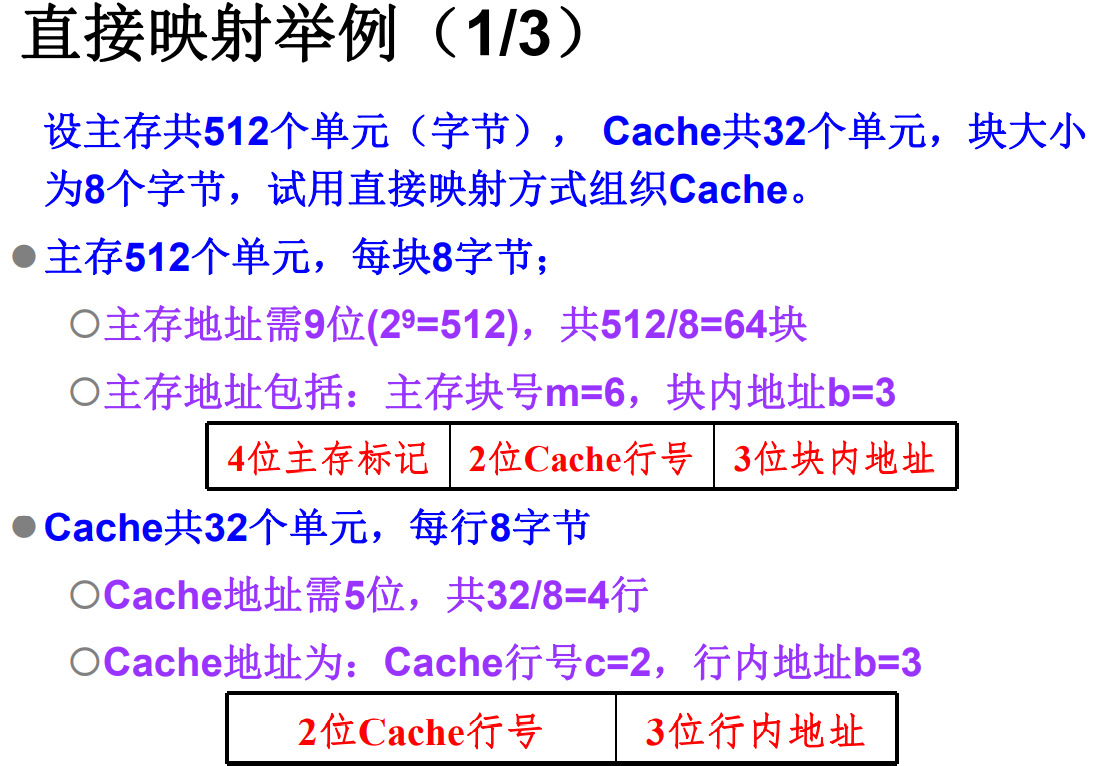 直接映射举例（1/3）
设主存共512个单元（字节），Cache共32个单元，块大小
为8个字节，试用直接映射方式组织Cache。
主存512个单元，每块8字节；
主存地址需9位(2⁹=512)，共512/8=64块
主存地址包括：主存块号m=6，块内地址b=3
4位主存标记 2位Cache行号 3位块内地址
Cache共32个单元，每行8字节
Cache地址需5位，共32/8=4行
Cache地址为：Cache行号c=2，行内地址b=3
2位Cache行号 3位行内地址